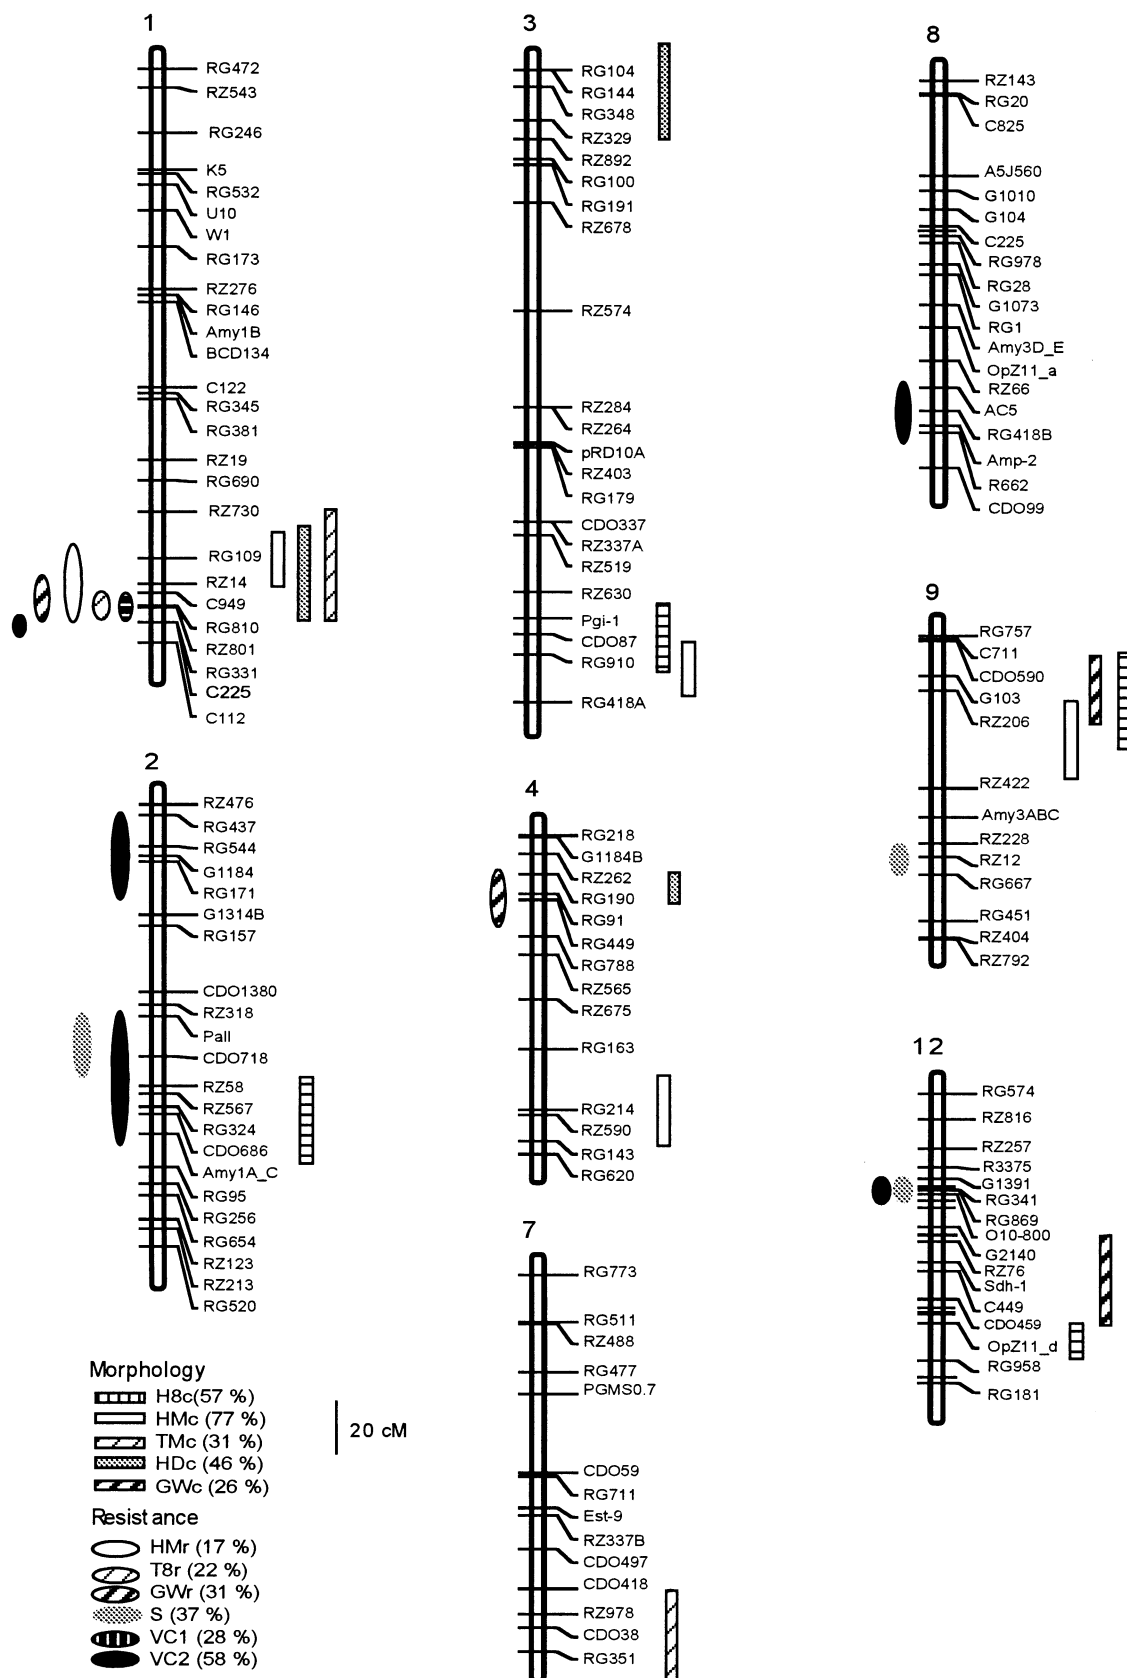 1
RG472
RZ543
RG246
K5
RG532
U10
W1
RG173
RZ276
RG146
Amy1B
BCD134
C122
RG345
RG381
RZ19
RG690
RZ730
RG109
RZ14
C949
RG810
RZ801
RG331
C225
C112
2
RZ476
RG437
RG544
G1184
RG171
G1314B
RG157
CDO1380
RZ318
Pall
CDO718
RZ58
RZ567
RG324
CDO686
Amy1A_C
RG95
RG256
RG654
RZ123
RZ213
RG520
Morphology
H8c(57 %)
HMc (77 %)
TMc (31 %)
HDc (46 %)
GWc (26 %)
Resistance
HMr (17 %)
T8r (22 %)
GWr (31 %)
S (37 %)
VC1 (28 %)
VC2 (58 %)
20 cM
3
RG104
RG144
RG348
RZ329
RZ892
RG100
RG191
RZ678
RZ574
RZ284
RZ264
pRD10A
RZ403
RG179
CDO337
RZ337A
RZ519
RZ630
Pgi-1
CDO87
RG910
RG418A
4
RG218
G1184B
RZ262
RG190
RG91
RG449
RG788
RZ565
RZ675
RG163
RG214
RZ590
RG143
RG620
7
RG773
RG511
RZ488
RG477
PGMS0.7
CDO59
RG711
Est-9
RZ337B
CDO497
CDO418
RZ978
CDO38
RG351
8
RZ143
RG20
C825
A5J560
G1010
G104
C225
RG978
RG28
G1073
RG1
Amy3D_E
OpZ11_a
RZ66
AC5
RG418B
Amp-2
R662
CDO99
9
RG757
C711
CDO590
G103
RZ206
RZ422
Amy3ABC
RZ228
RZ12
RG667
RG451
RZ404
RZ792
12
RG574
RZ816
RZ257
R3375
G1391
RG341
RG869
O10-800
G2140
RZ76
Sdh-1
C449
CDO459
OpZ11_d
RG958
RG181